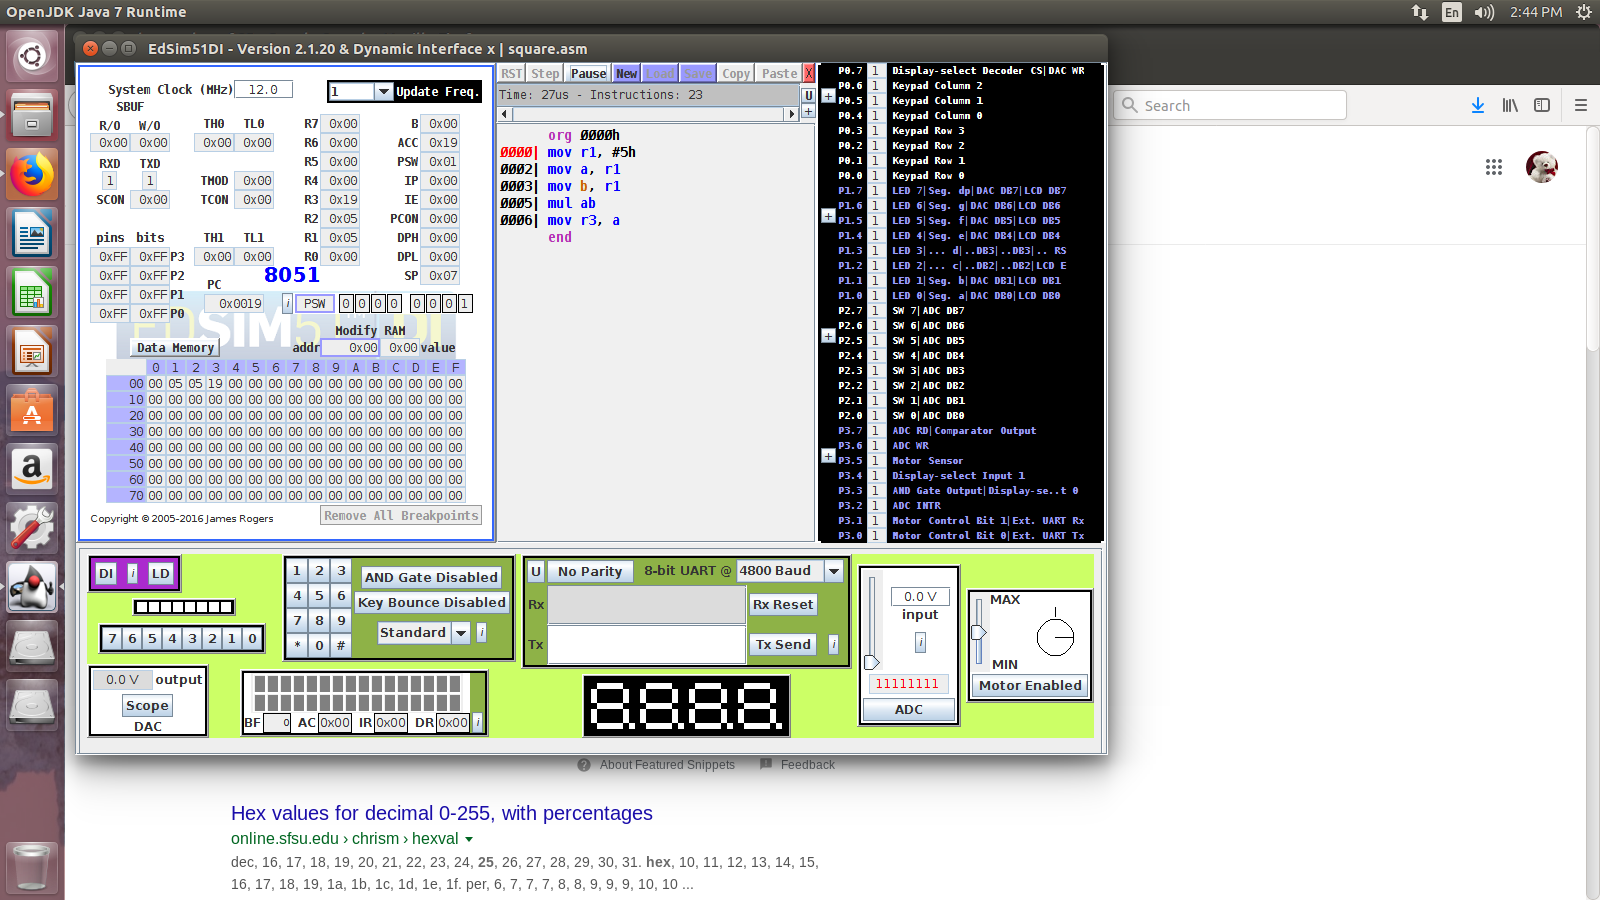 OpenJDK Java 7 Runtime
En
2:44 PM
EdSim51DI - Version 2.1.20 & Dynamic Interface x | square.asm
System Clock (MHz) 12.0
1
Update Freq.
SBUF
R/O W/O TH0 TL0 R7 0x00 B 0x00
0x00 0x00 0x00 0x00 R6 0x00 ACC 0x19
RXD TXD R5 0x00 PSW 0x01
1 1 TMOD 0x00 R4 0x00 IP 0x00
SCON 0x00 TCON 0x00 R3 0x19 IE 0x00
R2 0x05 PCON 0x00
pins bits TH1 TL1 R1 0x05 DPH 0x00
0xFF 0xFF P3 0x00 0x00 R0 0x00 DPL 0x00
0xFF 0xFF P2 8051 SP 0x07
0xFF 0xFF P1 PC 0x0019 i PSW 0 0 0 0 0 0 0 1
0xFF 0xFF P0
EdSIM51DI
Modify RAM
Data Memory addr 0x00 0x00 value
0 1 2 3 4 5 6 7 8 9 A B C D E F
00 00 05 05 19 00 00 00 00 00 00 00 00 00 00 00 00
10 00 00 00 00 00 00 00 00 00 00 00 00 00 00 00 00
20 00 00 00 00 00 00 00 00 00 00 00 00 00 00 00 00
30 00 00 00 00 00 00 00 00 00 00 00 00 00 00 00 00
40 00 00 00 00 00 00 00 00 00 00 00 00 00 00 00 00
50 00 00 00 00 00 00 00 00 00 00 00 00 00 00 00 00
60 00 00 00 00 00 00 00 00 00 00 00 00 00 00 00 00
70 00 00 00 00 00 00 00 00 00 00 00 00 00 00 00 00
Copyright © 2005-2016 James Rogers
Remove All Breakpoints
RST Step Pause New Load Save Copy Paste X
Time: 27us - Instructions: 23
U
+
org 0000h
0000| mov r1, #5h
0002| mov a, r1
0003| mov b, r1
0005| mul ab
0006| mov r3, a
end
P0.7 1 Display-select Decoder CS|DAC WR
P0.6 1 Keypad Column 2
+
P0.5 1 Keypad Column 1
P0.4 1 Keypad Column 0
P0.3 1 Keypad Row 3
P0.2 1 Keypad Row 2
P0.1 1 Keypad Row 1
P0.0 1 Keypad Row 0
P1.7 1 LED 7|Seg. dp|DAC DB7|LCD DB7
P1.6 1 LED 6|Seg. g|DAC DB6|LCD DB6
+
P1.5 1 LED 5|Seg. f|DAC DB5|LCD DB5
P1.4 1 LED 4|Seg. e|DAC DB4|LCD DB4
P1.3 1 LED 3|... d|..DB3|..DB3|.. RS
P1.2 1 LED 2|... c|..DB2|..DB2|LCD E
P1.1 1 LED 1|Seg. b|DAC DB1|LCD DB1
P1.0 1 LED 0|Seg. a|DAC DB0|LCD DB0
P2.7 1 SW 7|ADC DB7
P2.6 1 SW 6|ADC DB6
+
P2.5 1 SW 5|ADC DB5
P2.4 1 SW 4|ADC DB4
P2.3 1 SW 3|ADC DB3
P2.2 1 SW 2|ADC DB2
P2.1 1 SW 1|ADC DB1
P2.0 1 SW 0|ADC DB0
P3.7 1 ADC RD|Comparator Output
P3.6 1 ADC WR
+
P3.5 1 Motor Sensor
P3.4 1 Display-select Input 1
P3.3 1 AND Gate Output|Display-se..t 0
P3.2 1 ADC INTR
P3.1 1 Motor Control Bit 1|Ext. UART Rx
P3.0 1 Motor Control Bit 0|Ext. UART Tx
DI i LD
7 6 5 4 3 2 1 0
0.0 V output
Scope
DAC
1 2 3
4 5 6
7 8 9
* 0 #
AND Gate Disabled
Key Bounce Disabled
Standard i
BF 0 AC 0x00 IR 0x00 DR 0x00 i
U No Parity 8-bit UART @ 4800 Baud
Rx Rx Reset
Tx Tx Send i
8.8.8.8.
0.0 V
input
i
11111111
ADC
MAX
MIN
Motor Enabled
Search
About Featured Snippets
Feedback
Hex values for decimal 0-255, with percentages
online.sfsu.edu › chrism › hexval
dec, 16, 17, 18, 19, 20, 21, 22, 23, 24, 25, 26, 27, 28, 29, 30, 31. hex, 10, 11, 12, 13, 14, 15,
16, 17, 18, 19, 1a, 1b, 1c, 1d, 1e, 1f. per, 6, 7, 7, 7, 8, 8, 9, 9, 9, 10, 10 ...